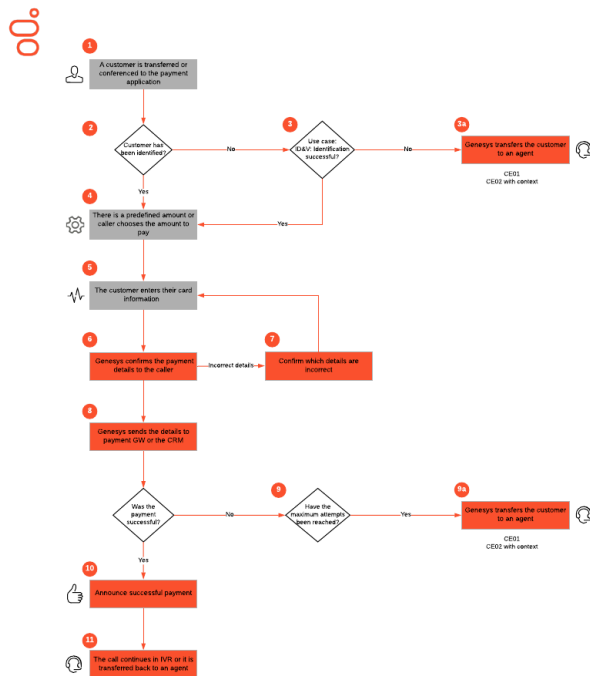 1
A customer is transferred or
conferenced to the payment
application
2
Customer has
been identified?
No
3
Use case:
ID&V: Identification
successful?
No
3a
Genesys transfers the customer
to an agent
CE01
CE02 with context
Yes
4
There is a predefined amount or
caller chooses the amount to
pay
Yes
5
The customer enters their card
information
6
Genesys confirms the payment
details to the caller
Incorrect details
7
Confirm which details are
incorrect
8
Genesys sends the details to
payment GW or the CRM
Was the
payment
successful?
No
9
Have the
maximum attempts
been reached?
Yes
9a
Genesys transfers the customer
to an agent
CE01
CE02 with context
Yes
10
Announce successful payment
11
The call continues in IVR or it is
transferred back to an agent